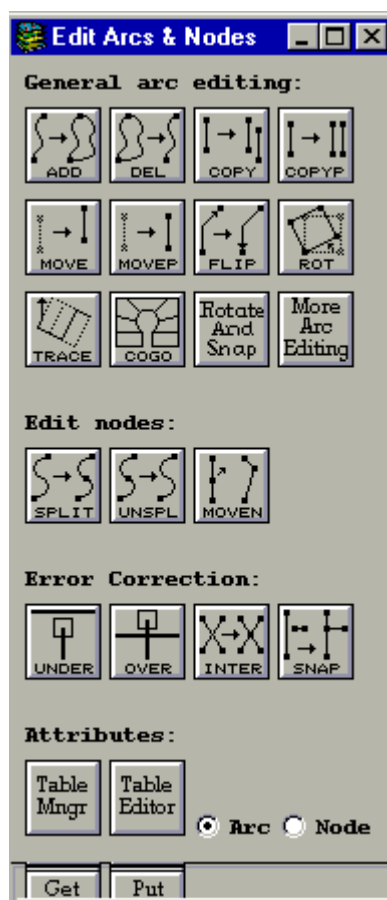 Edit Arcs & Nodes
General arc editing:
ADD DEL COPY COPYP
MOVE MOVEP FLIP ROT
TRACE COGO Rotate And Snap More Arc Editing
Edit nodes:
SPLIT UNSPL MOVEN
Error Correction:
UNDER OVER INTER SNAP
Attributes:
Table Mngr Table Editor Arc Node
Get Put